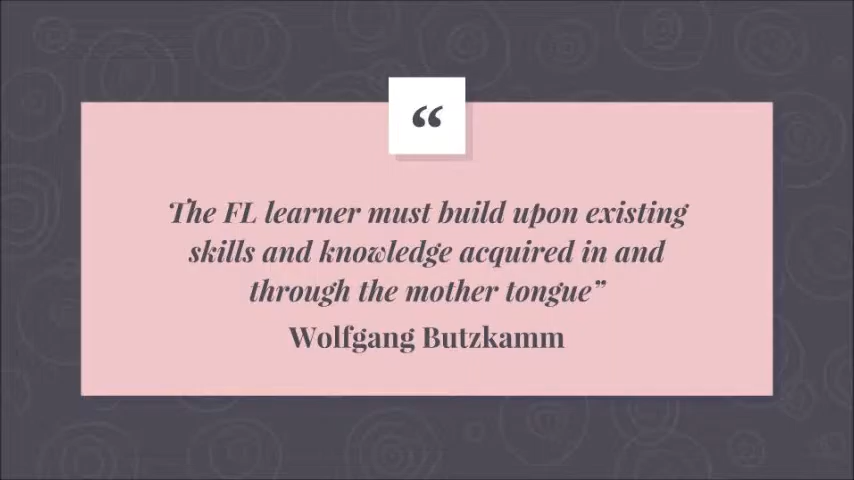 “
The FL learner must build upon existing
skills and knowledge acquired in and
through the mother tongue”
Wolfgang Butzkamm